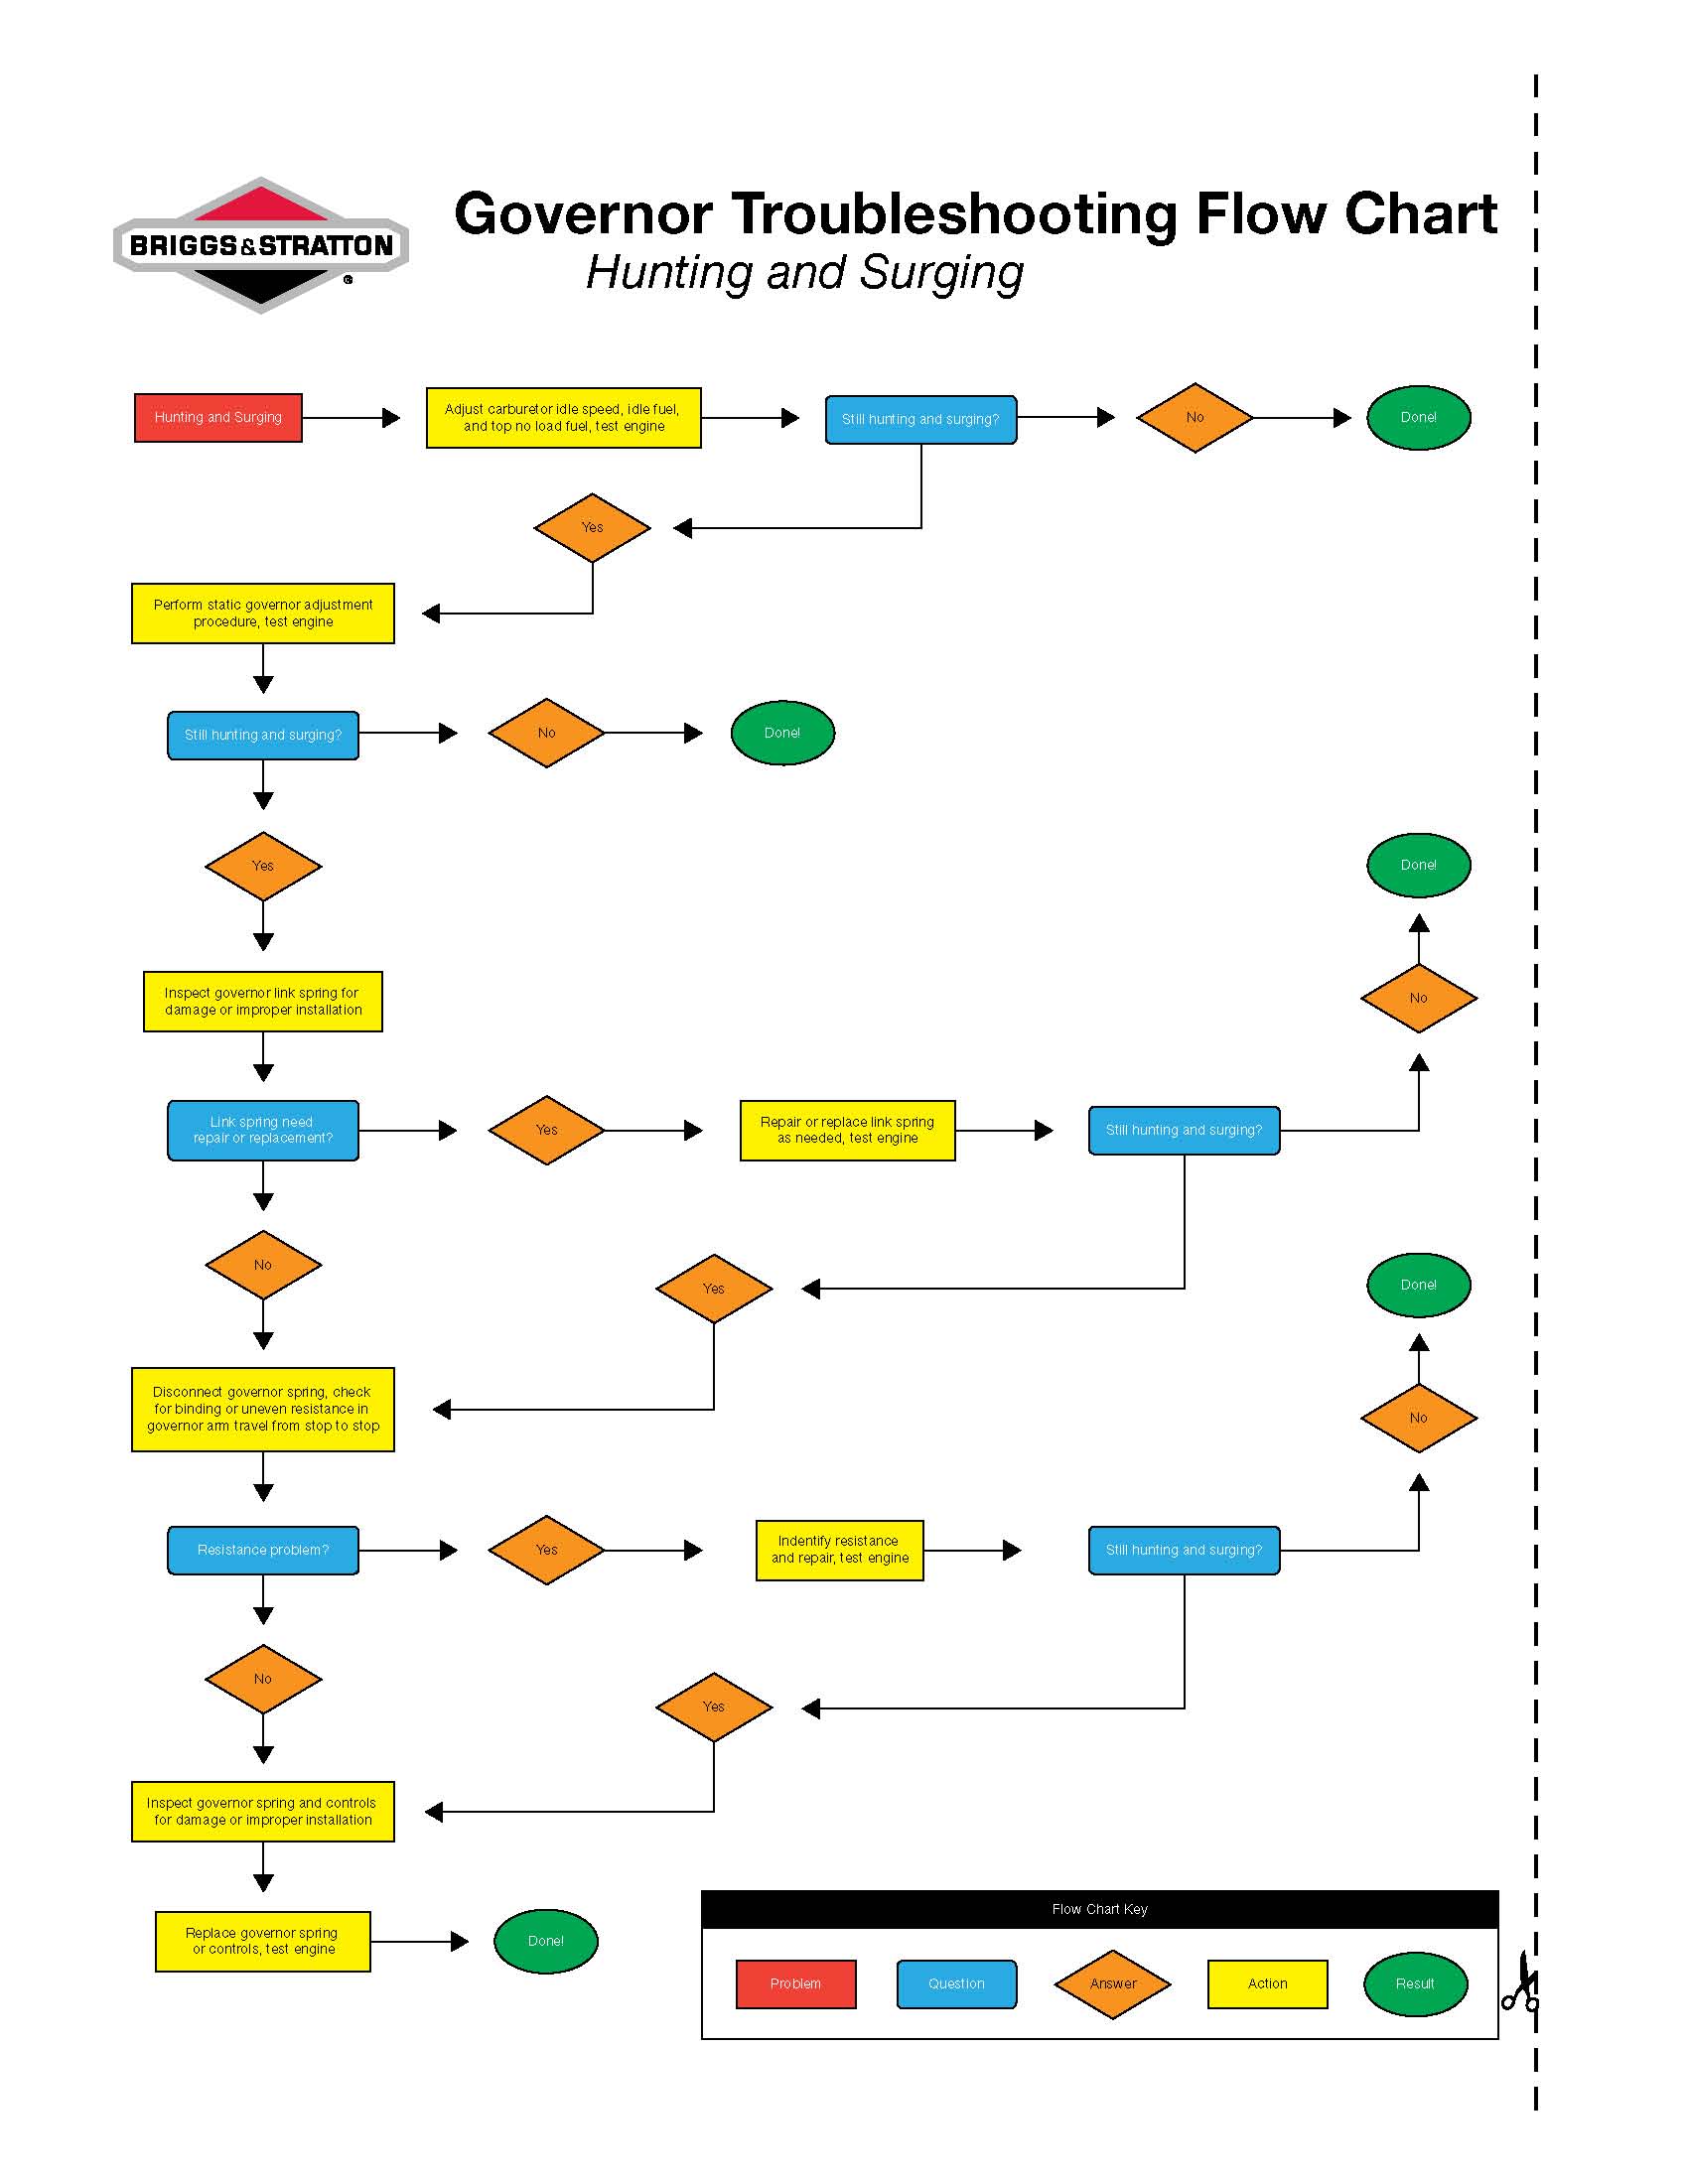 BRIGGS&STRATTON
®
Governor Troubleshooting Flow Chart
Hunting and Surging
Hunting and Surging
Adjust carburetor idle speed, idle fuel,
and top no load fuel, test engine
Still hunting and surging?
No
Done!
Yes
Perform static governor adjustment
procedure, test engine
Still hunting and surging?
No
Done!
Yes
Inspect governor link spring for
damage or improper installation
Link spring need
repair or replacement?
Yes
Repair or replace link spring
as needed, test engine
Still hunting and surging?
No
Done!
Yes
No
Disconnect governor spring, check
for binding or uneven resistance in
governor arm travel from stop to stop
Resistance problem?
Yes
Indentify resistance
and repair, test engine
Still hunting and surging?
No
Done!
Yes
No
Inspect governor spring and controls
for damage or improper installation
Replace governor spring
or controls, test engine
Done!
Flow Chart Key
Problem
Question
Answer
Action
Result